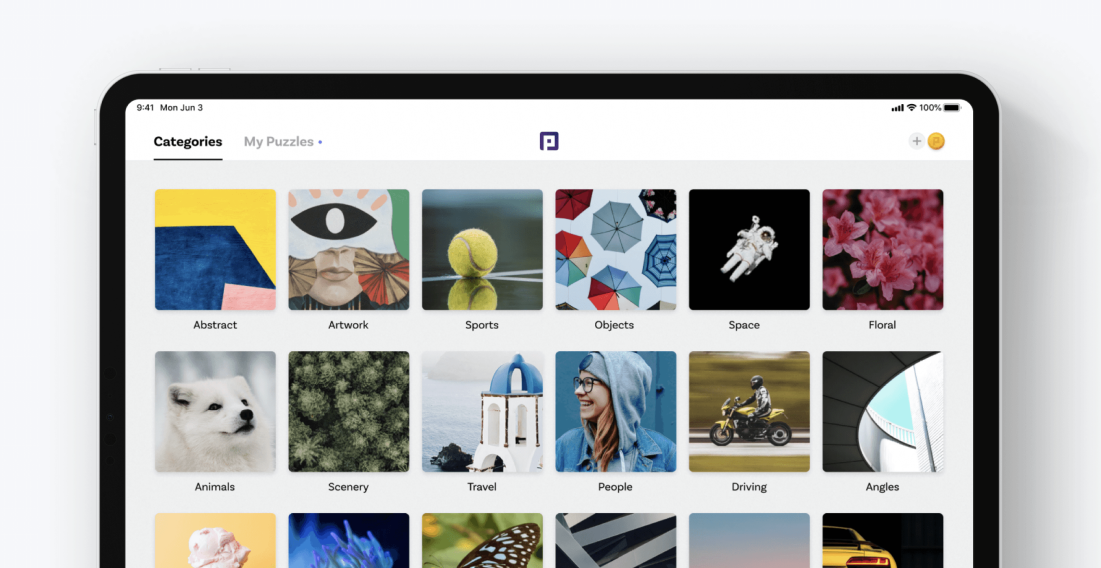 9:41 Mon Jun 3
100%
Categories My Puzzles
Abstract Artwork Sports Objects Space Floral
Animals Scenery Travel People Driving Angles